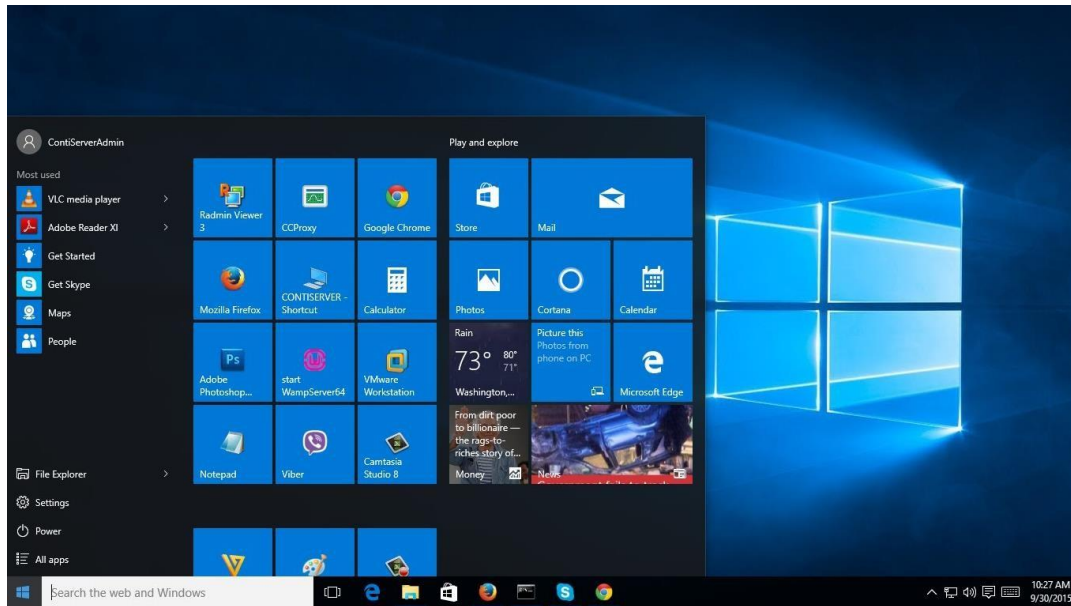 ContiServerAdmin
Most used
VLC media player
Adobe Reader XI
Get Started
Get Skype
Maps
People
File Explorer
Settings
Power
All apps
Radmin Viewer
3
CCProxy
Google Chrome
Mozilla Firefox
CONTISERVER -
Shortcut
Calculator
Ps
Adobe
Photoshop...
start
WampServer64
VMware
Workstation
Notepad
Viber
Camtasia
Studio 8
Play and explore
Store
Mail
Photos
Cortana
Calendar
Rain
73° 80°
71°
Washington,...
Picture this
Photos from
phone on PC
Microsoft Edge
From dirt poor
to billionaire —
the rags-to-
riches story of...
Money
News
Search the web and Windows
10:27 AM
9/30/2015